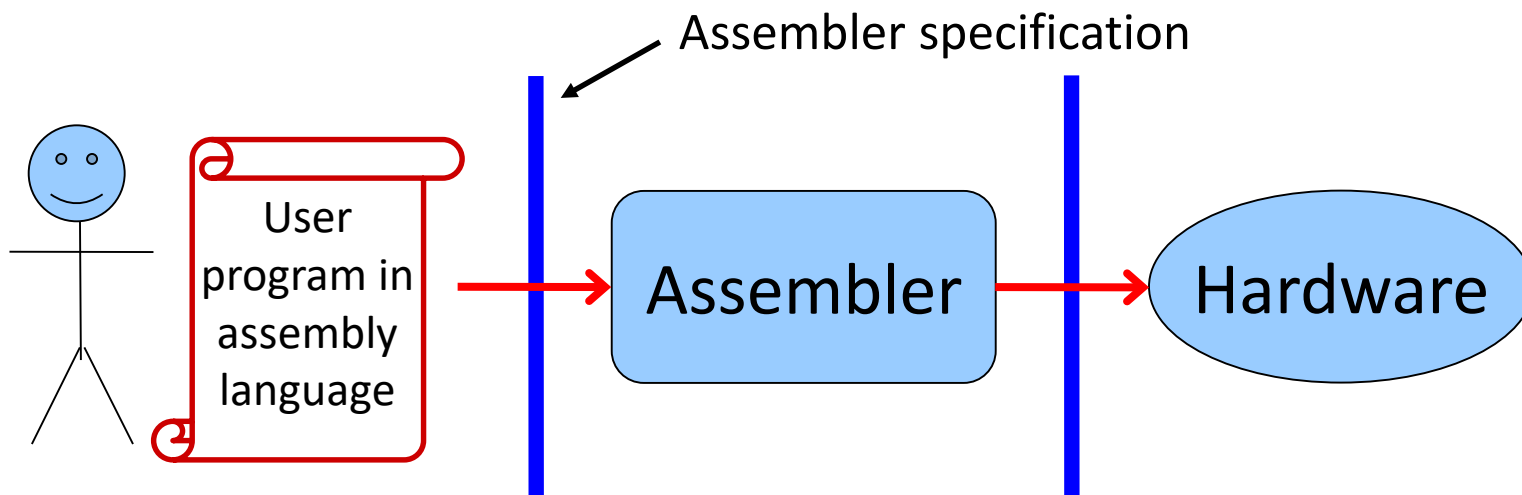 Assembler specification
User
program in
assembly
language
Assembler
Hardware